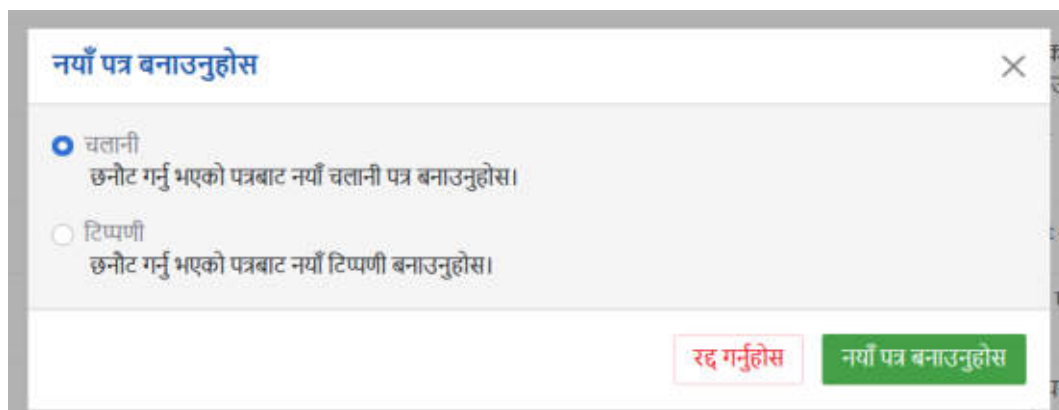 नयाँ पत्र बनाउनुहोस
चलानी
छनौट गर्नु भएको पत्रबाट नयाँ चलानी पत्र बनाउनुहोस।
टिप्पणी
छनौट गर्नु भएको पत्रबाट नयाँ टिप्पणी बनाउनुहोस।
रद्द गर्नुहोस
नयाँ पत्र बनाउनुहोस